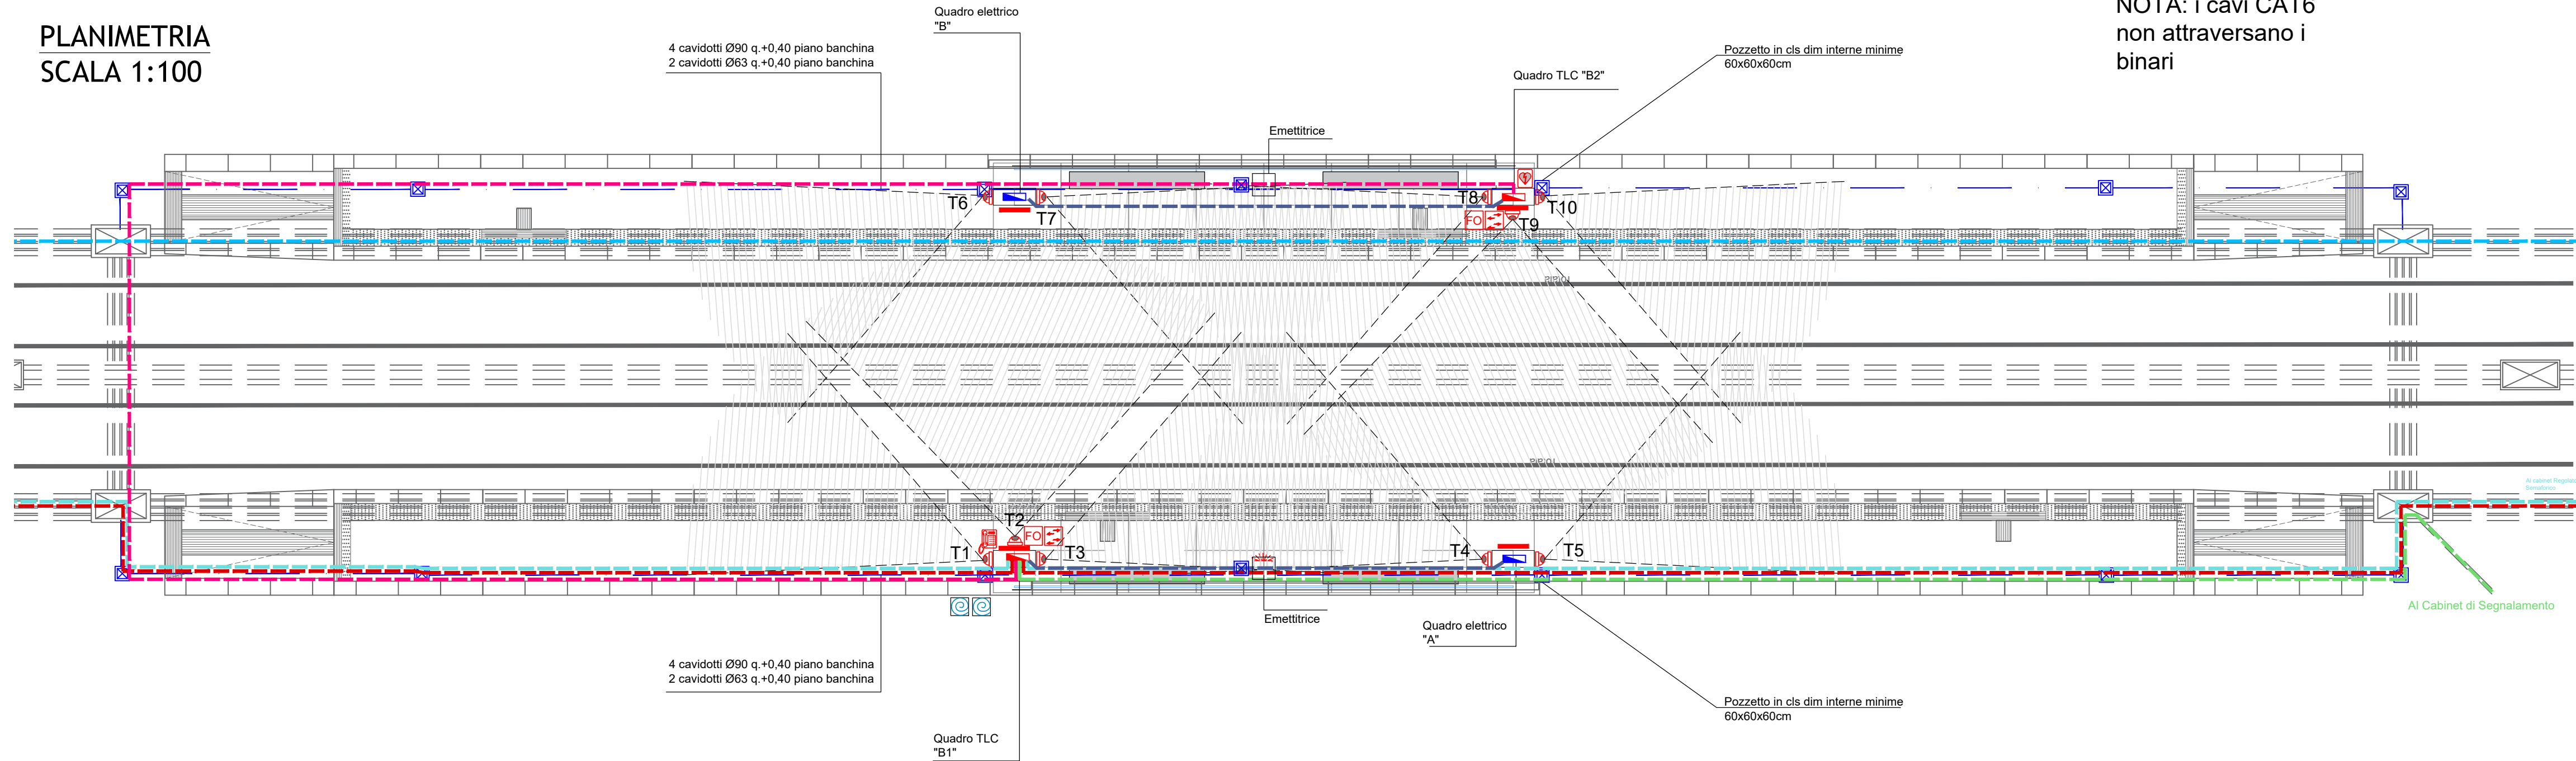 PLANIMETRIA
SCALA 1:100
Quadro elettrico
"B"
4 cavidotti Ø90 q.+0,40 piano banchina
2 cavidotti Ø63 q.+0,40 piano banchina
Quadro TLC "B2"
Pozzetto in cls dim interne minime
60x60x60cm
NOTA: i cavi CAT6
non attraversano i
binari
Emettitrice
T6
T7
T8
T10
FO
T9
T2
FO
T1
T3
T4
T5
Al Cabinet di Segnalamento
Emettitrice
Quadro elettrico
"A"
4 cavidotti Ø90 q.+0,40 piano banchina
2 cavidotti Ø63 q.+0,40 piano banchina
Pozzetto in cls dim interne minime
60x60x60cm
Quadro TLC
"B1"